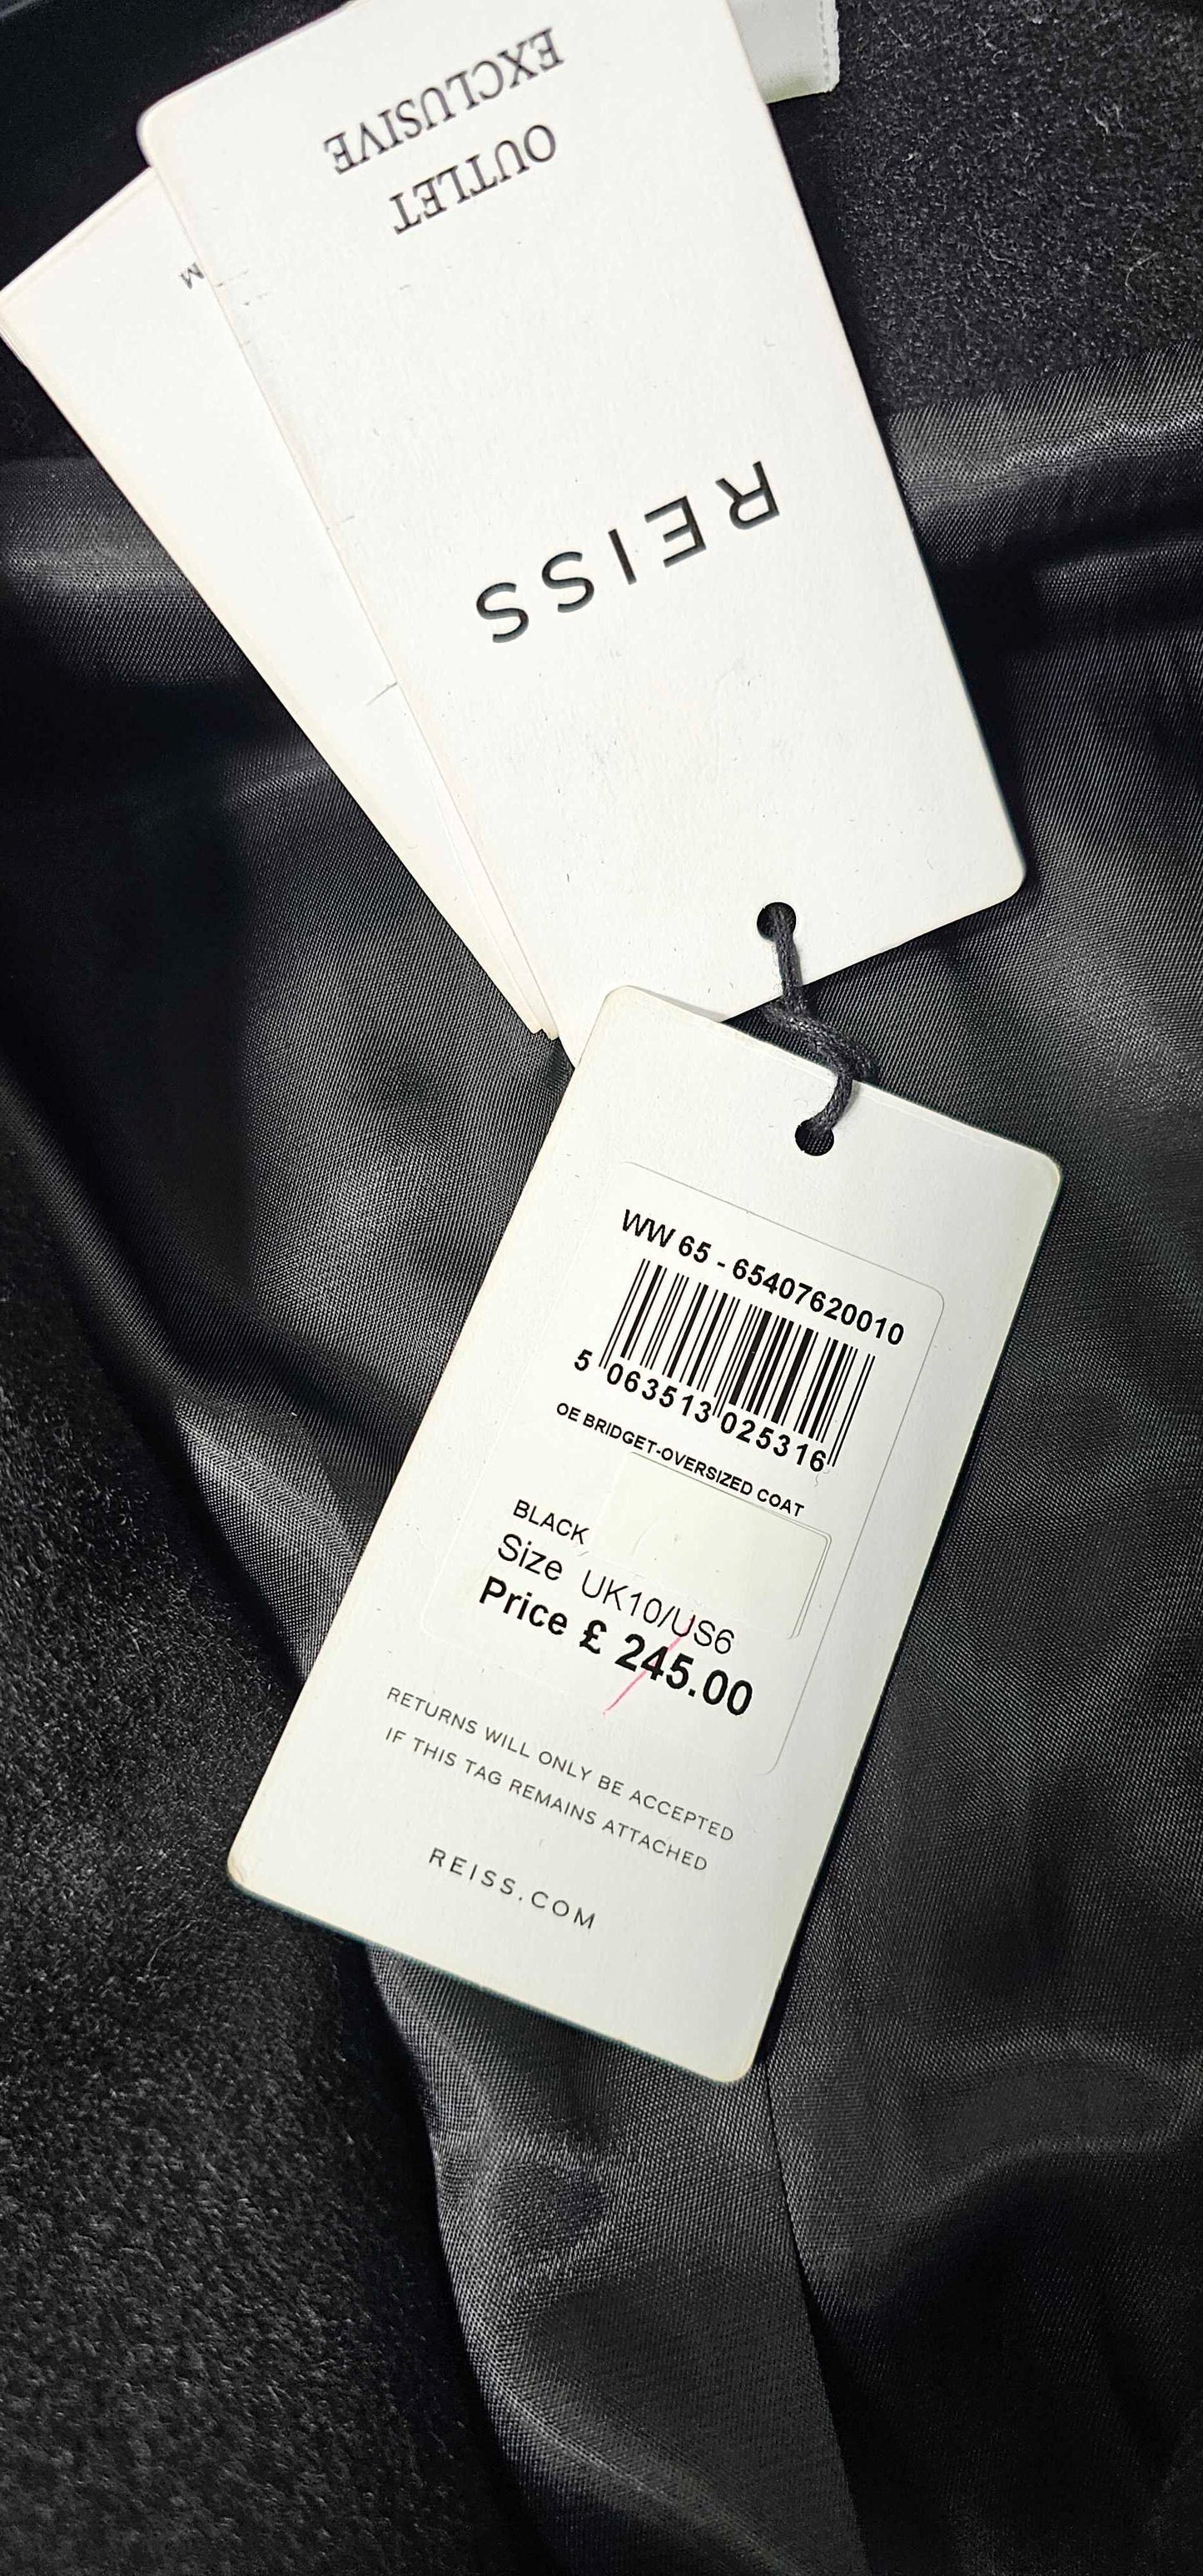 OUTLET
EXCLUSIVE
REISS
M
WW 65 - 65407620010
5 063513 025316
OE BRIDGET-OVERSIZED COAT
BLACK
Size UK10/US6
Price £ 245.00
RETURNS WILL ONLY BE ACCEPTED
IF THIS TAG REMAINS ATTACHED
REISS.COM